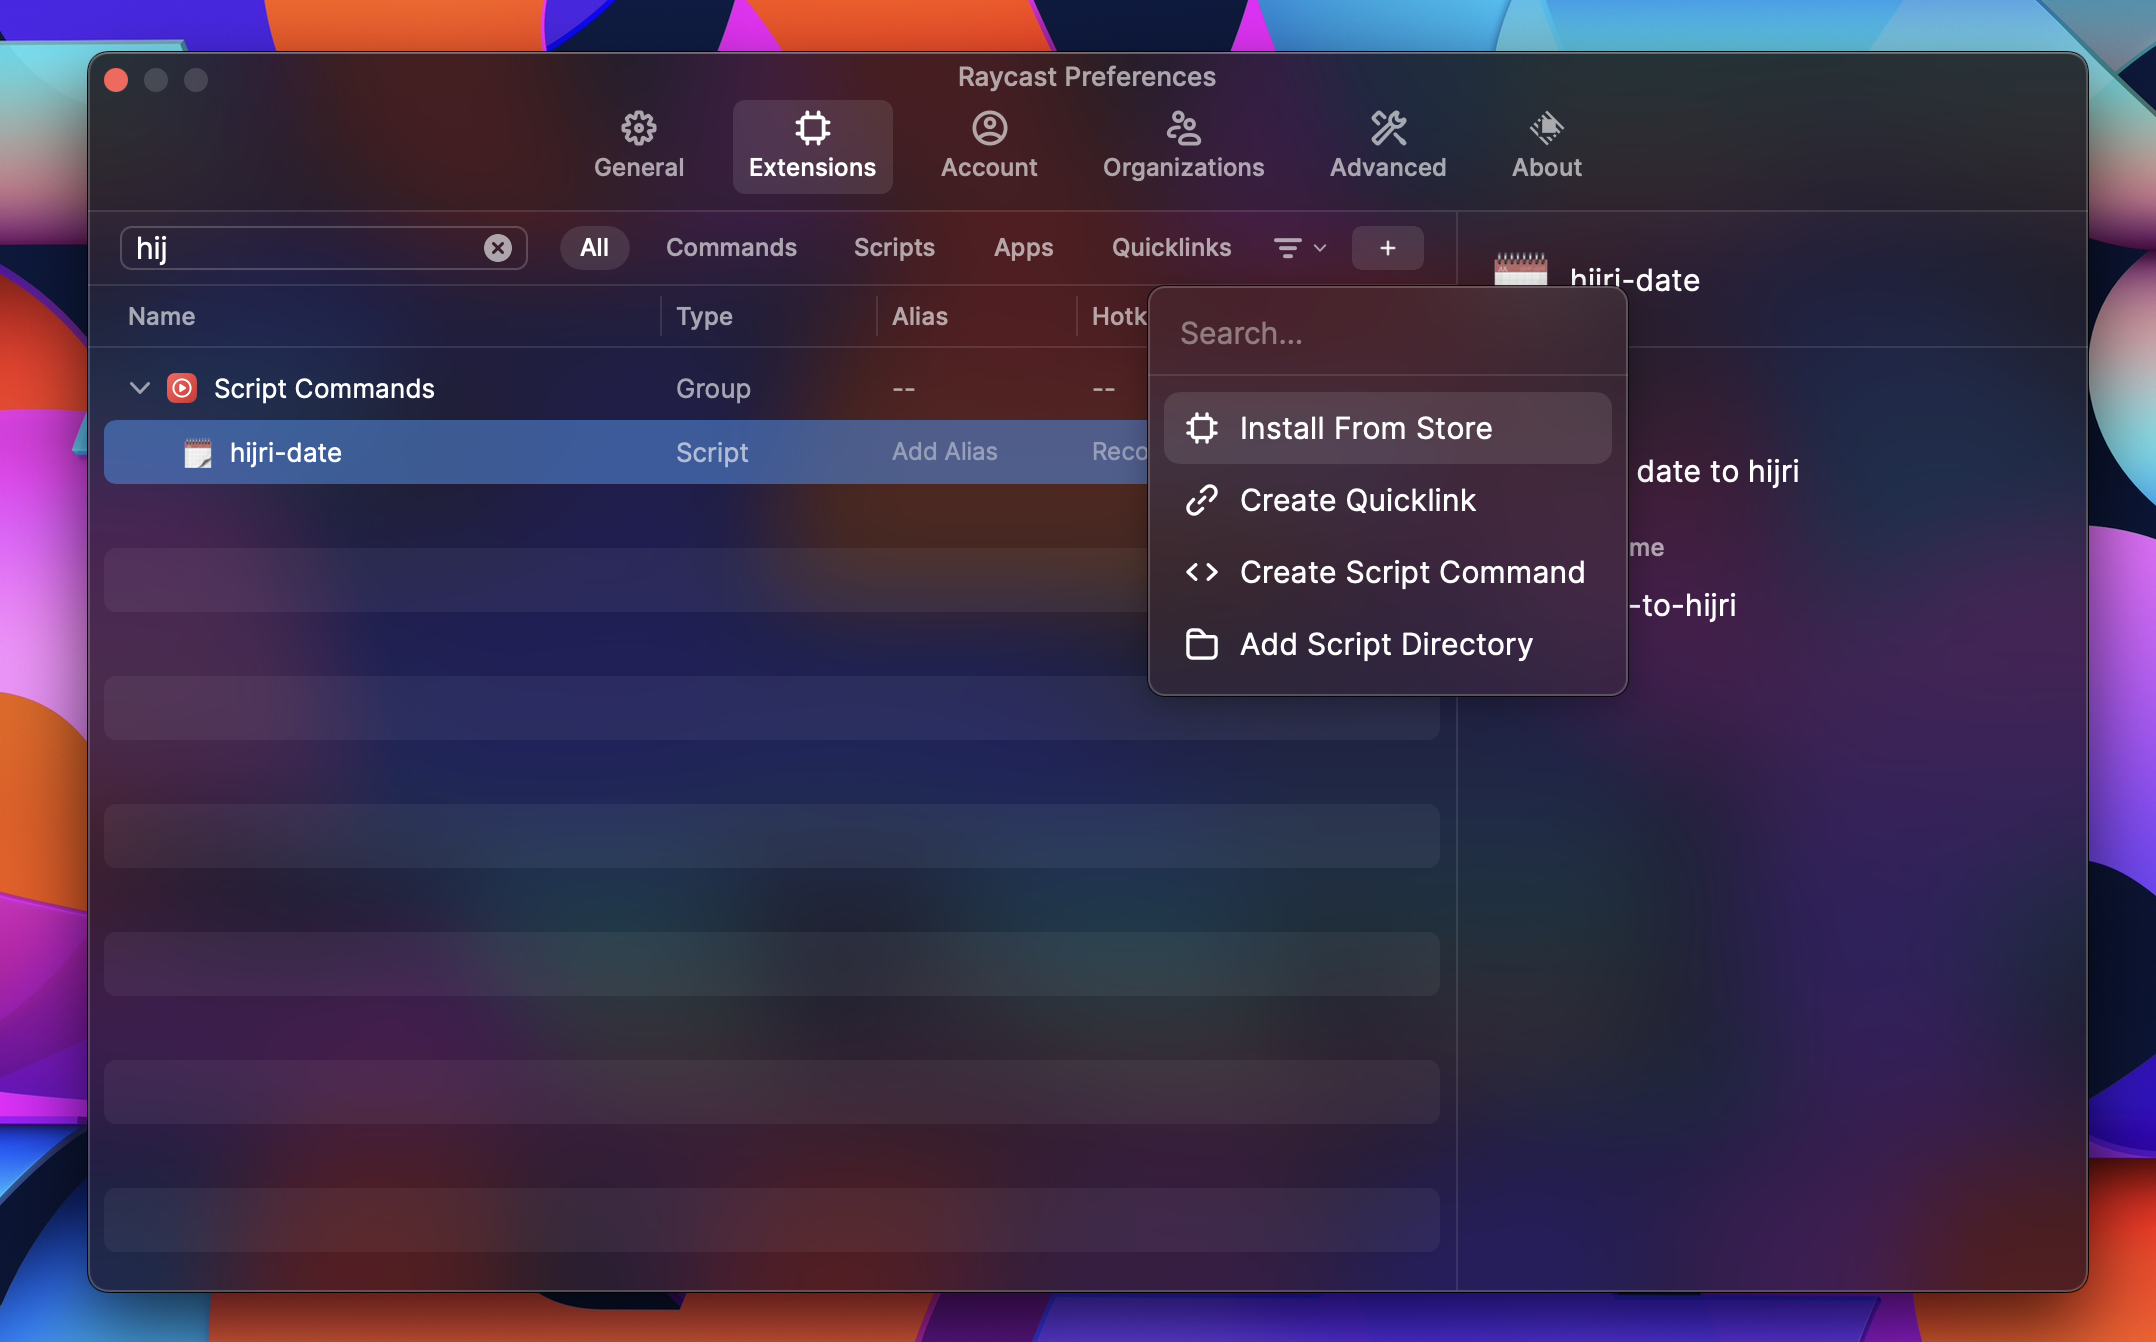 Raycast Preferences
General
Extensions
Account
Organizations
Advanced
About
hij
All
Commands
Scripts
Apps
Quicklinks
+
Name
Type
Alias
Hotk
Script Commands
Group
--
--
hijri-date
Script
Add Alias
Reco
Search...
Install From Store
Create Quicklink
Create Script Command
Add Script Directory
hijri-date
date to hijri
me
-to-hijri